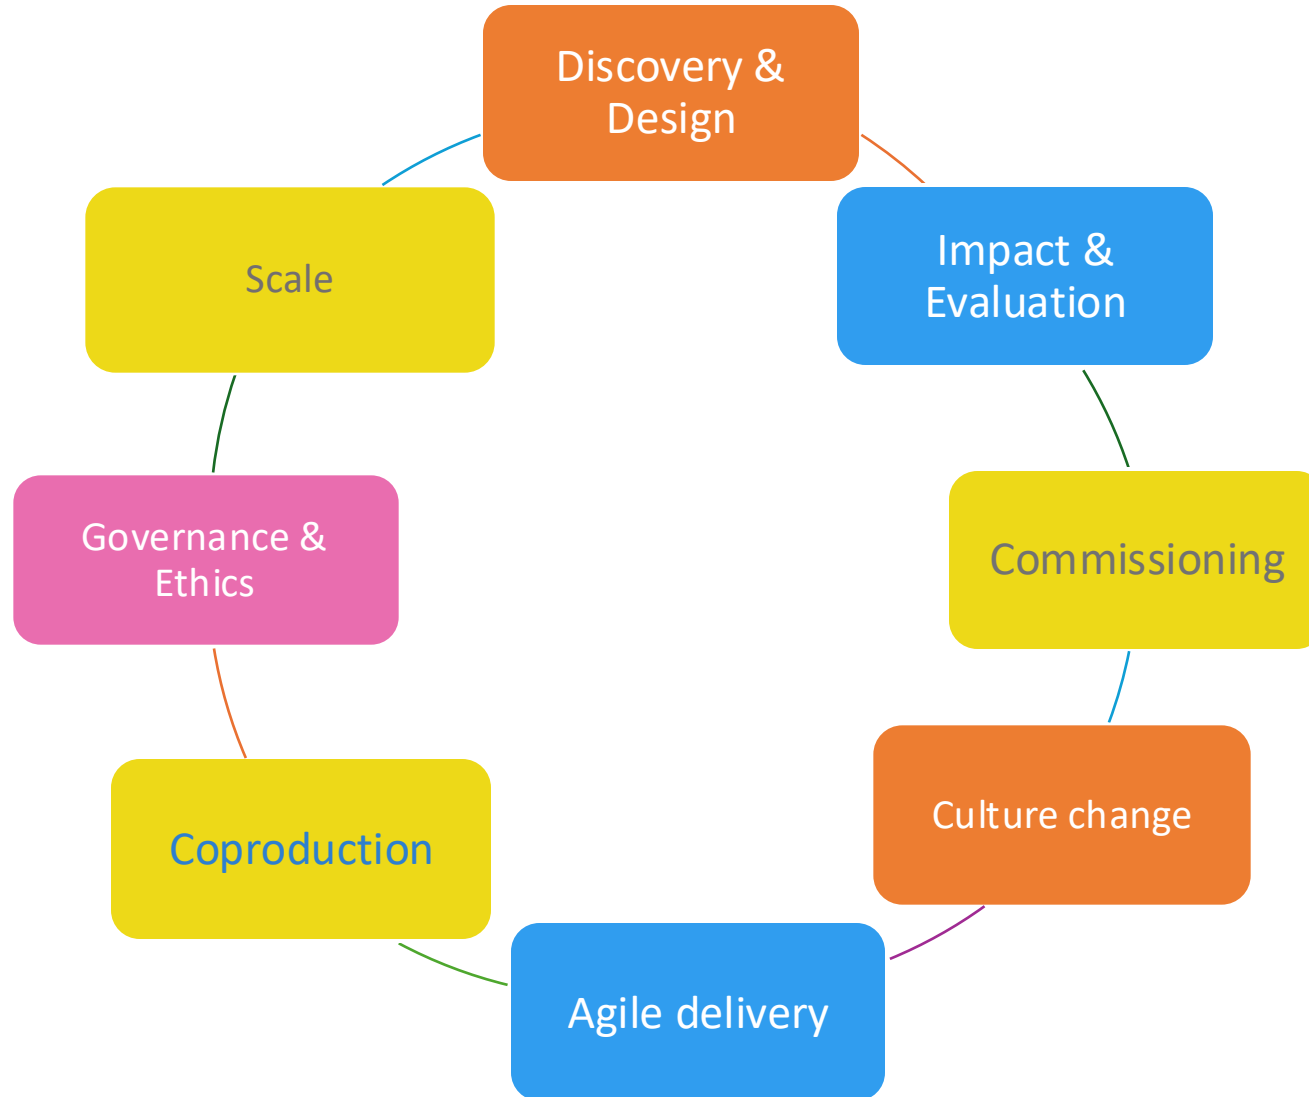 Discovery &
Design
Impact &
Evaluation
Commissioning
Culture change
Agile delivery
Coproduction
Governance &
Ethics
Scale